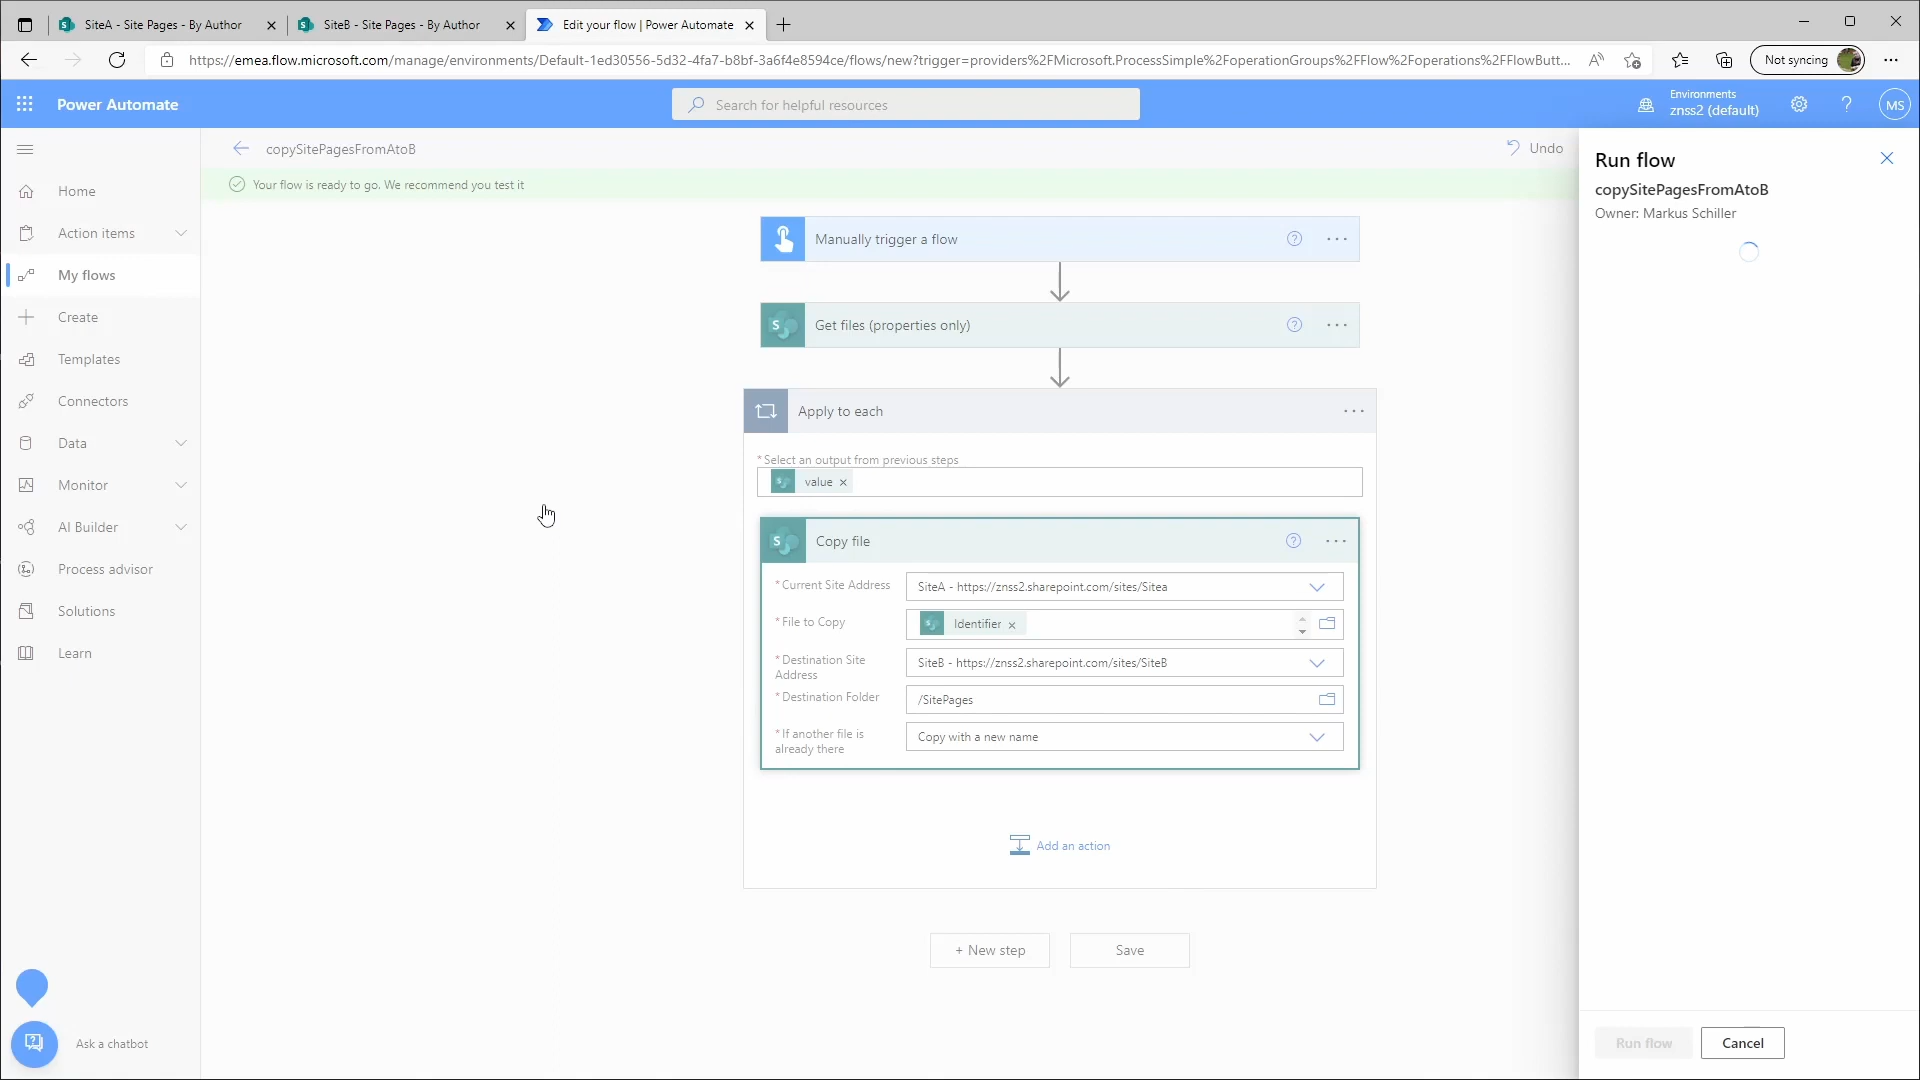 SiteA - Site Pages - By Author
SiteB - Site Pages - By Author
Edit your flow | Power Automate
https://emea.flow.microsoft.com/manage/environments/Default-1ed30556-5d32-4fa7-b8bf-3a6f4e8594ce/flows/new?trigger=providers%2FMicrosoft.ProcessSimple%2FoperationGroups%2FFlow%2Foperations%2FFlowButt...
Not syncing
Power Automate
Search for helpful resources
Environments
znss2 (default)
MS
copySitePagesFromAtoB
Undo
Your flow is ready to go. We recommend you test it
Home
Action items
My flows
Create
Templates
Connectors
Data
Monitor
AI Builder
Process advisor
Solutions
Learn
Ask a chatbot
Manually trigger a flow
Get files (properties only)
Apply to each
* Select an output from previous steps
value
Copy file
* Current Site Address
SiteA - https://znss2.sharepoint.com/sites/Sitea
* File to Copy
Identifier
* Destination Site
Address
SiteB - https://znss2.sharepoint.com/sites/SiteB
* Destination Folder
/SitePages
* If another file is
already there
Copy with a new name
Add an action
+ New step
Save
Run flow
copySitePagesFromAtoB
Owner: Markus Schiller
Run flow
Cancel